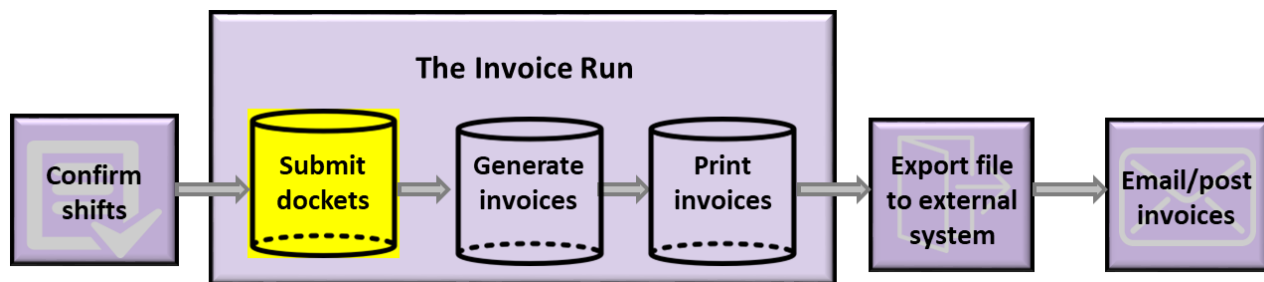 The Invoice Run
Confirm
shifts
Submit
dockets
Generate
invoices
Print
invoices
Export file
to external
system
Email/post
invoices